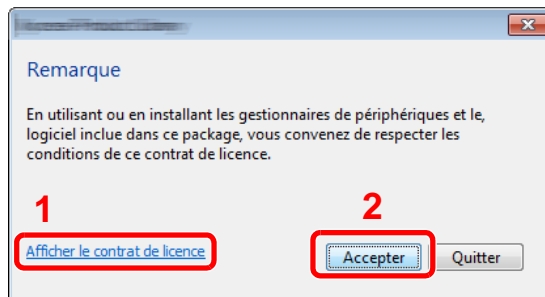 Remarque
En utilisant ou en installant les gestionnaires de périphériques et le,
logiciel inclue dans ce package, vous convenez de respecter les
conditions de ce contrat de licence.
1
2
Afficher le contrat de licence
Accepter
Quitter